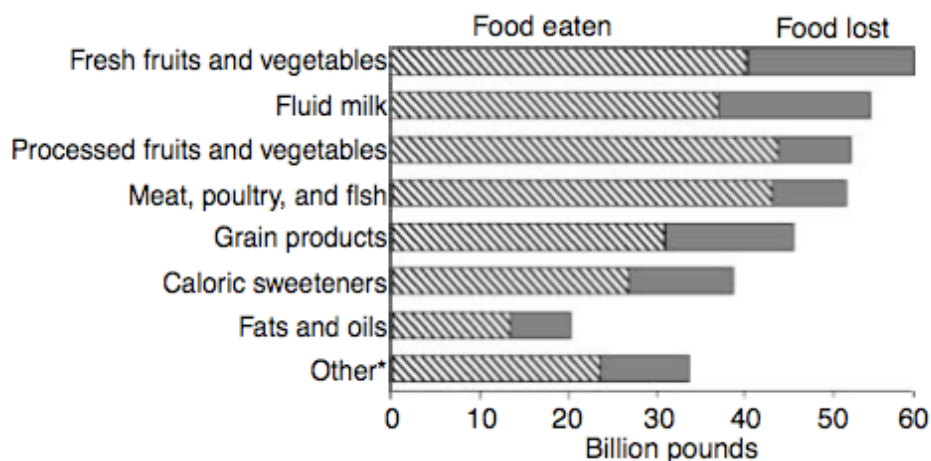 Food eaten Food lost
Fresh fruits and vegetables
Fluid milk
Processed fruits and vegetables
Meat, poultry, and flsh
Grain products
Caloric sweeteners
Fats and oils
Other*
0 10 20 30 40 50 60
Billion pounds